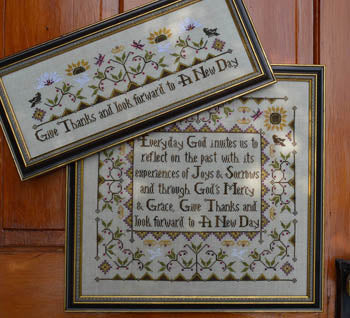 Give Thanks and look forward to A New Day
Everyday God invites us to
reflect on the past with its
experiences of Joys & Sorrows
and through God's Mercy
& Grace, Give Thanks and
look forward to A New Day